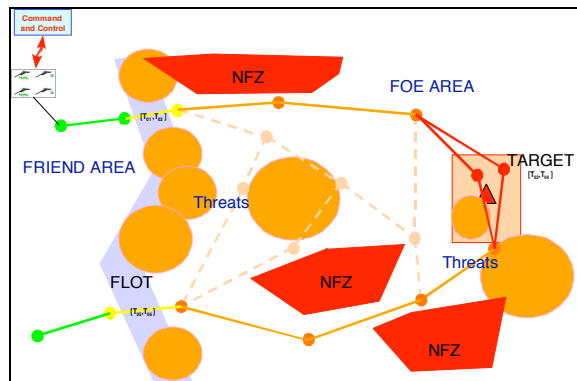 Command
and Control
NFZ
FOE AREA
FRIEND AREA
TARGET
Threats
Threats
FLOT
NFZ
NFZ